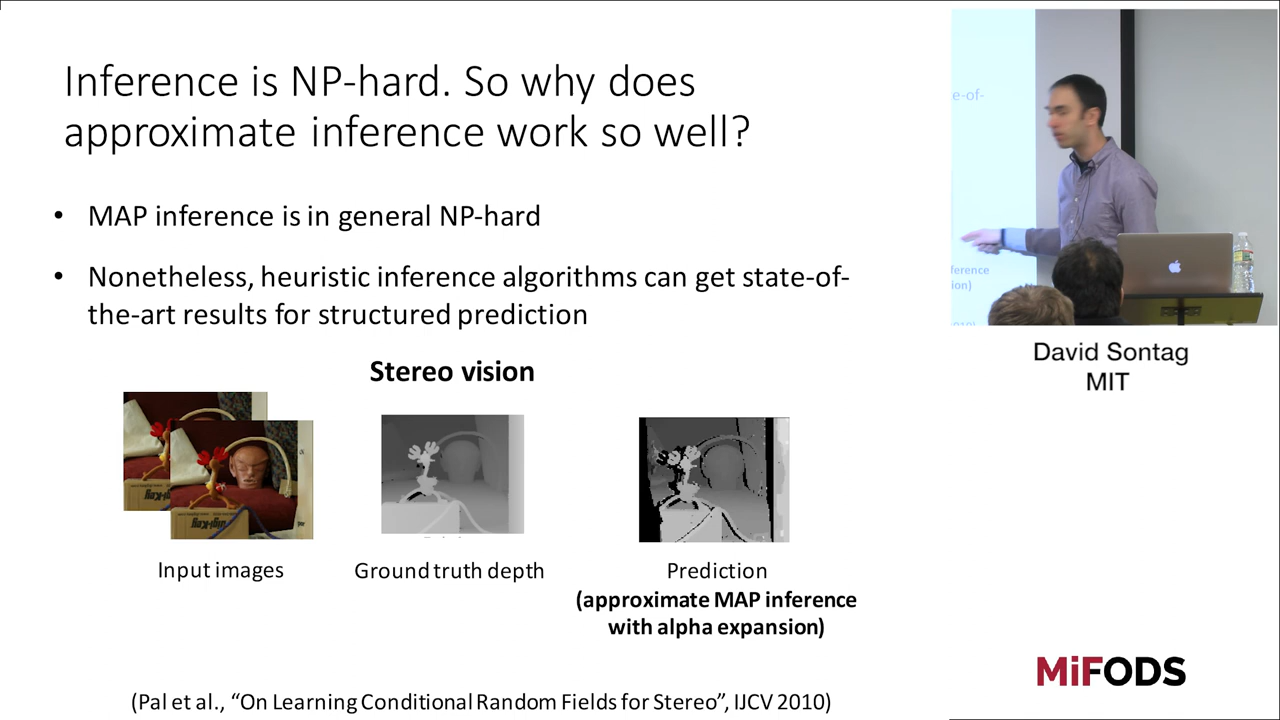 Inference is NP-hard. So why does
approximate inference work so well?
• MAP inference is in general NP-hard
• Nonetheless, heuristic inference algorithms can get state-of-
the-art results for structured prediction
Stereo vision
Input images
Ground truth depth
Prediction
(approximate MAP inference
with alpha expansion)
(Pal et al., “On Learning Conditional Random Fields for Stereo”, IJCV 2010)
e-of-
ference
ion)
David Sontag
MIT
MiFODS